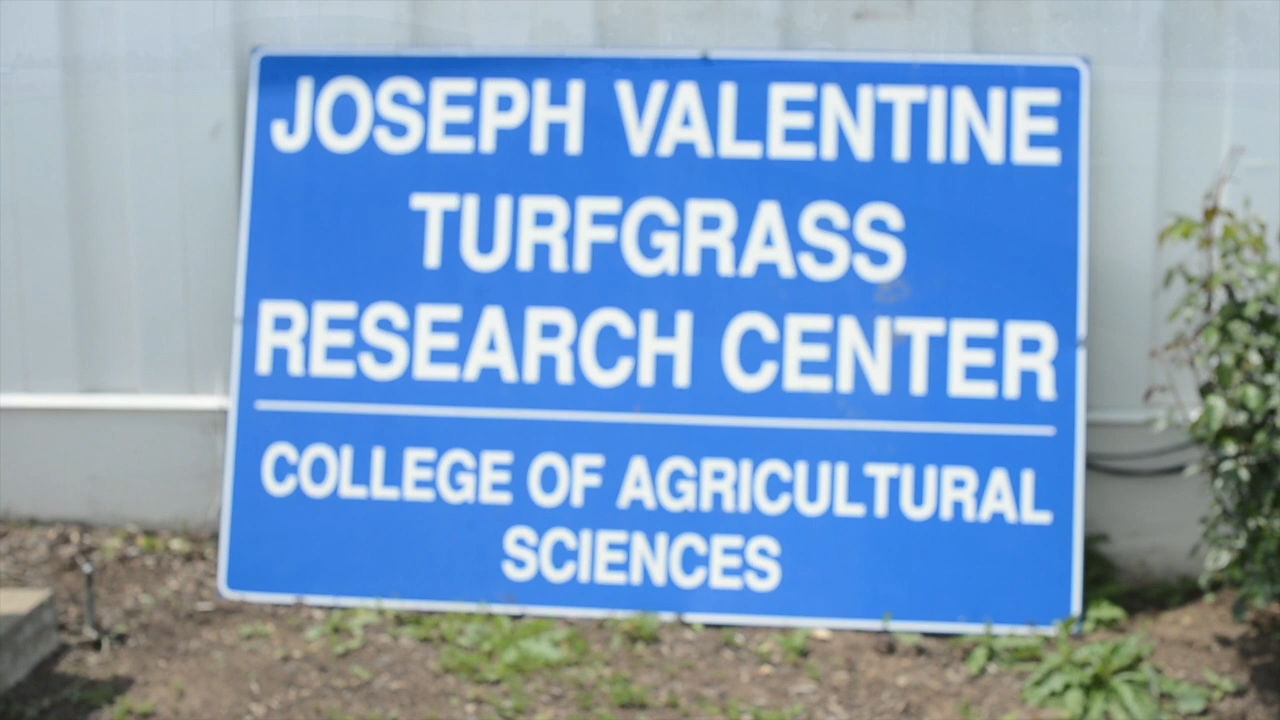 JOSEPH VALENTINE
TURFGRASS
RESEARCH CENTER
COLLEGE OF AGRICULTURAL
SCIENCES